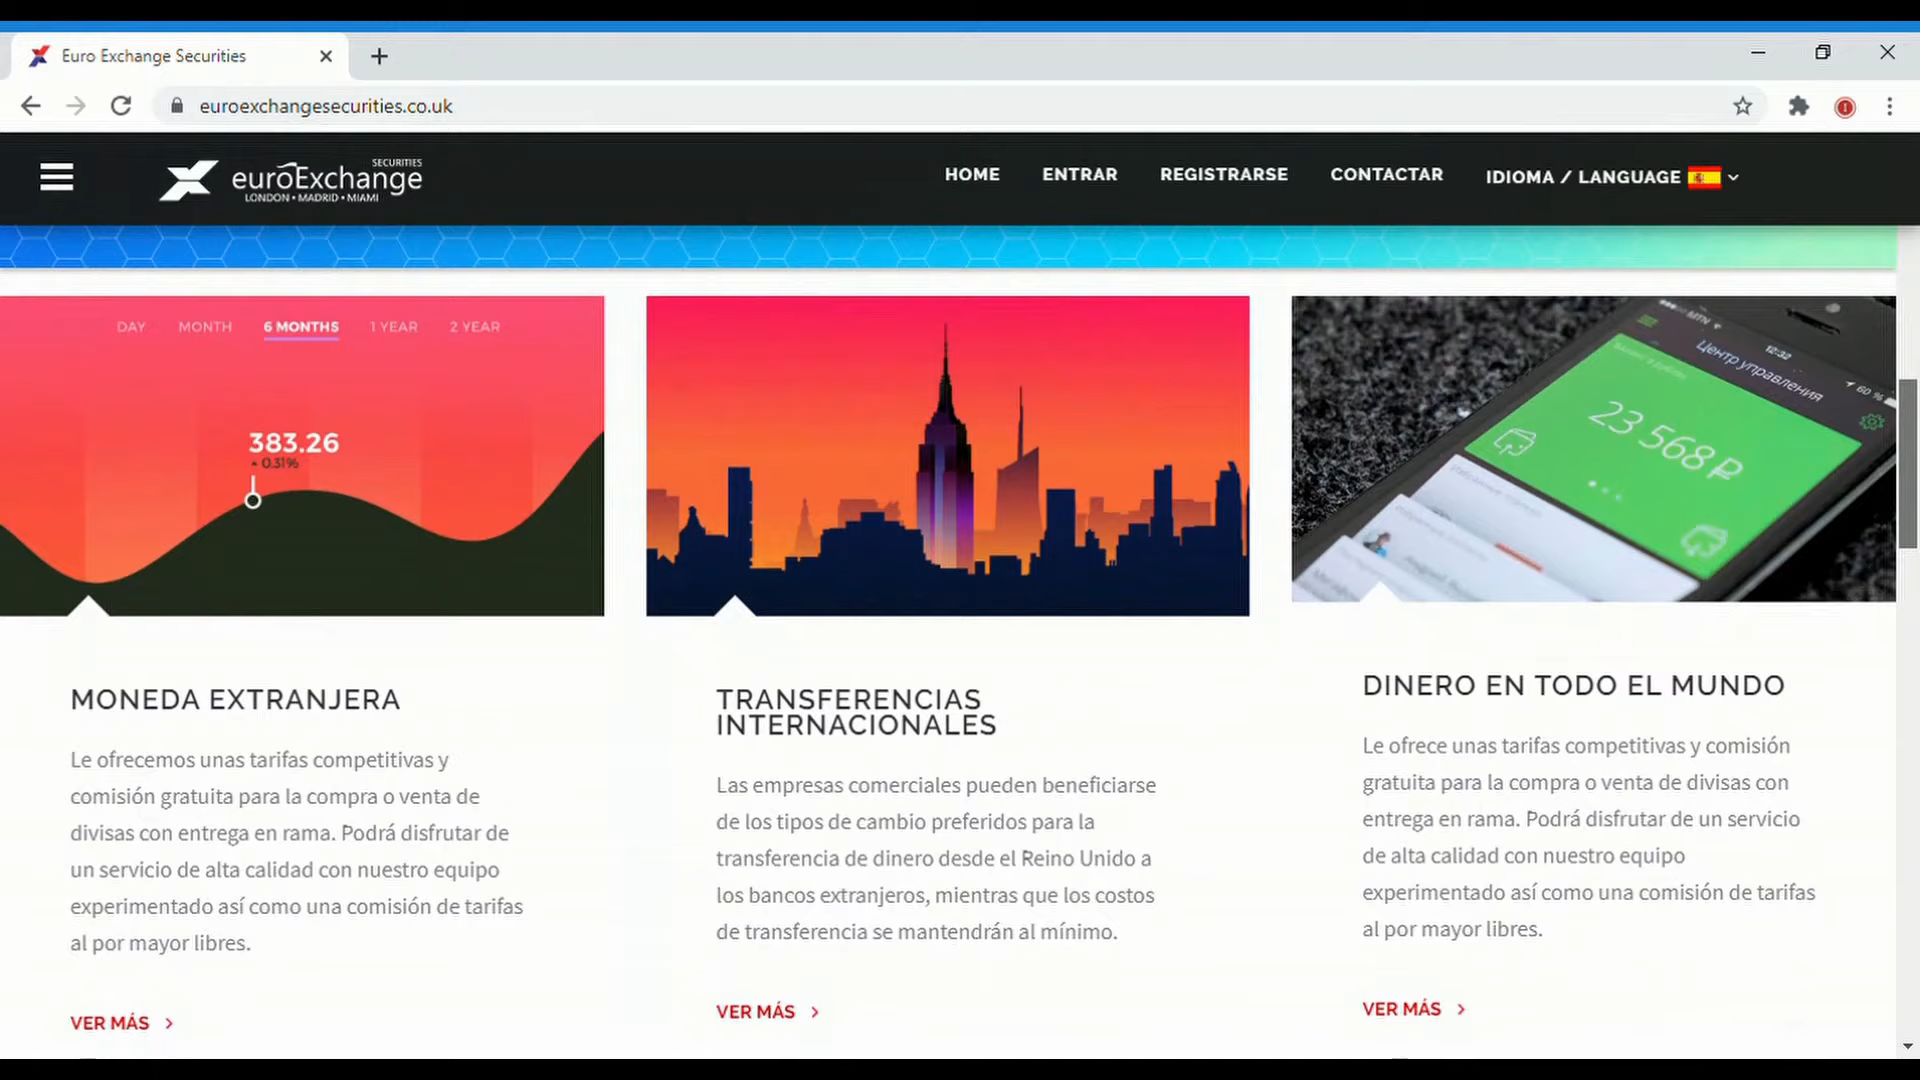 Euro Exchange Securities
euroexchangesecurities.co.uk
SECURITIES
euroExchange
LONDON • MADRID • MIAMI
HOME
ENTRAR
REGISTRARSE
CONTACTAR
IDIOMA / LANGUAGE
DAY MONTH 6 MONTHS 1 YEAR 2 YEAR
383.26
0.31%
MTN
12:32
60 %
Центр управления
23 568 ₽
MONEDA EXTRANJERA
Le ofrecemos unas tarifas competitivas y
comisión gratuita para la compra o venta de
divisas con entrega en rama. Podrá disfrutar de
un servicio de alta calidad con nuestro equipo
experimentado así como una comisión de tarifas
al por mayor libres.
VER MÁS
TRANSFERENCIAS
INTERNACIONALES
Las empresas comerciales pueden beneficiarse
de los tipos de cambio preferidos para la
transferencia de dinero desde el Reino Unido a
los bancos extranjeros, mientras que los costos
de transferencia se mantendrán al mínimo.
VER MÁS
DINERO EN TODO EL MUNDO
Le ofrece unas tarifas competitivas y comisión
gratuita para la compra o venta de divisas con
entrega en rama. Podrá disfrutar de un servicio
de alta calidad con nuestro equipo
experimentado así como una comisión de tarifas
al por mayor libres.
VER MÁS